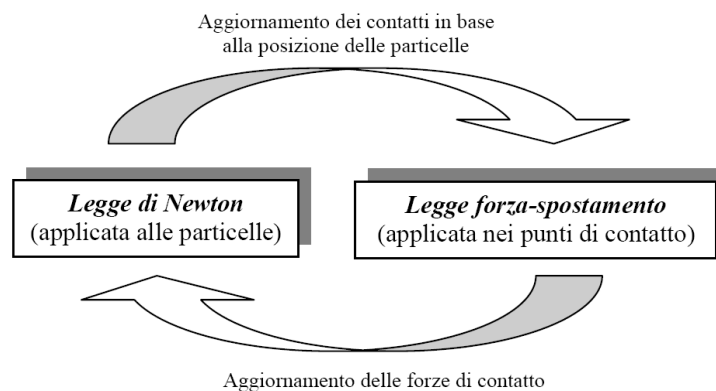 Aggiornamento dei contatti in base
alla posizione delle particelle
Legge di Newton
(applicata alle particelle)
Legge forza-spostamento
(applicata nei punti di contatto)
Aggiornamento delle forze di contatto